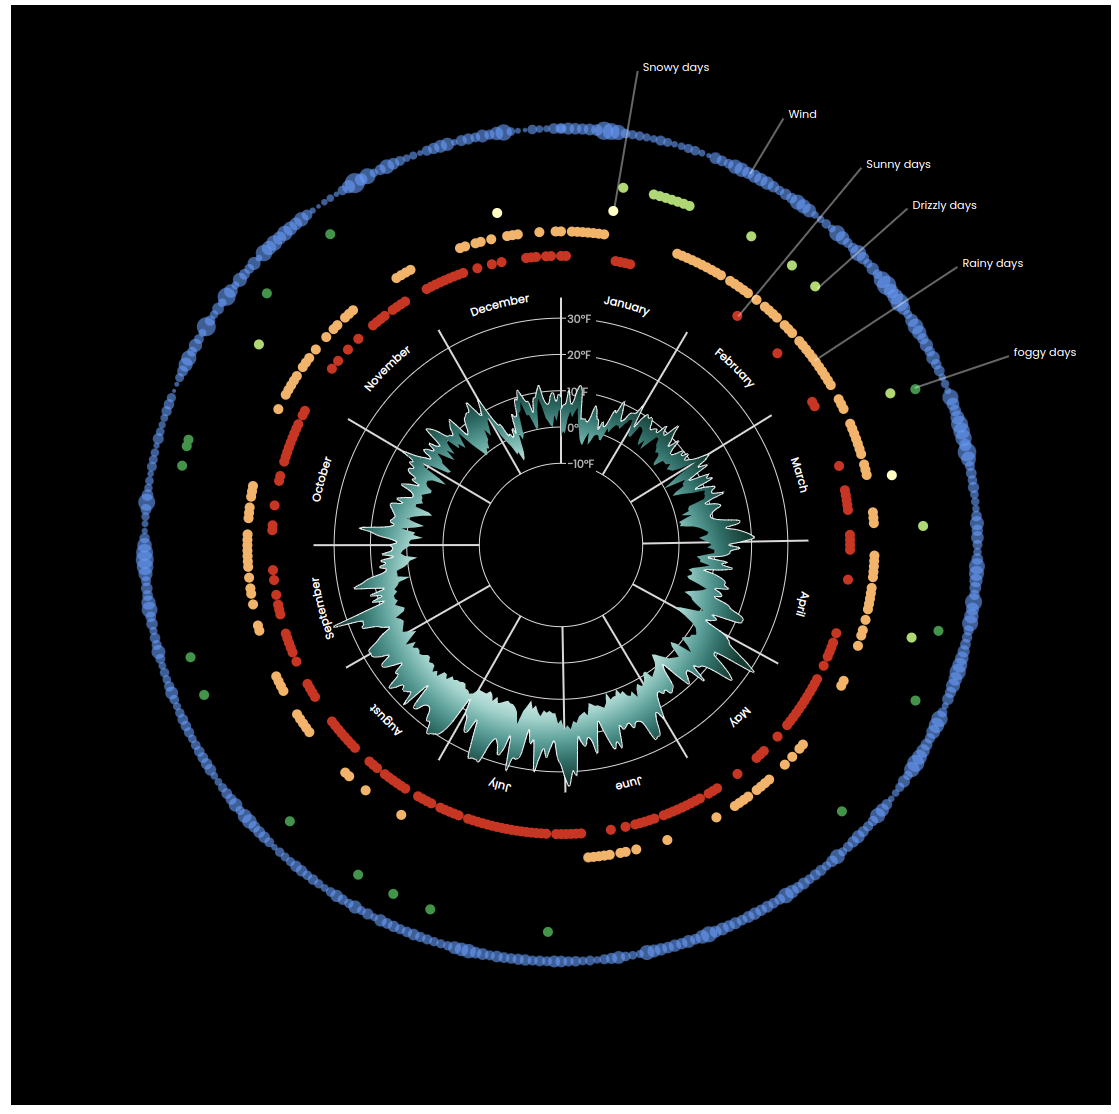 Snowy days
Wind
Sunny days
Drizzly days
Rainy days
foggy days
December
January
November
February
October
March
September
April
August
May
July
June
30°F
20°F
10°F
0°
-10°F